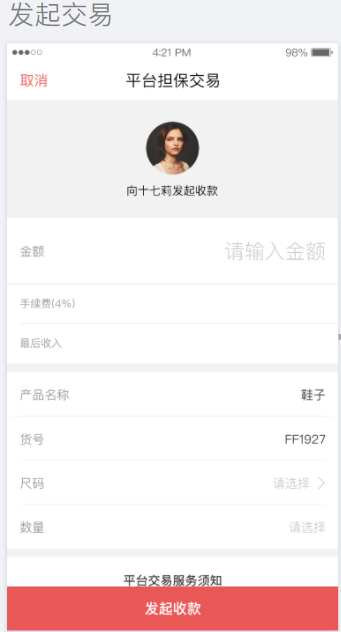 发起交易
4:21 PM
98%
取消
平台担保交易
向十七莉发起收款
金额
请输入金额
手续费(4%)
最后收入
产品名称
鞋子
货号
FF1927
尺码
请选择
数量
请选择
平台交易服务须知
发起收款